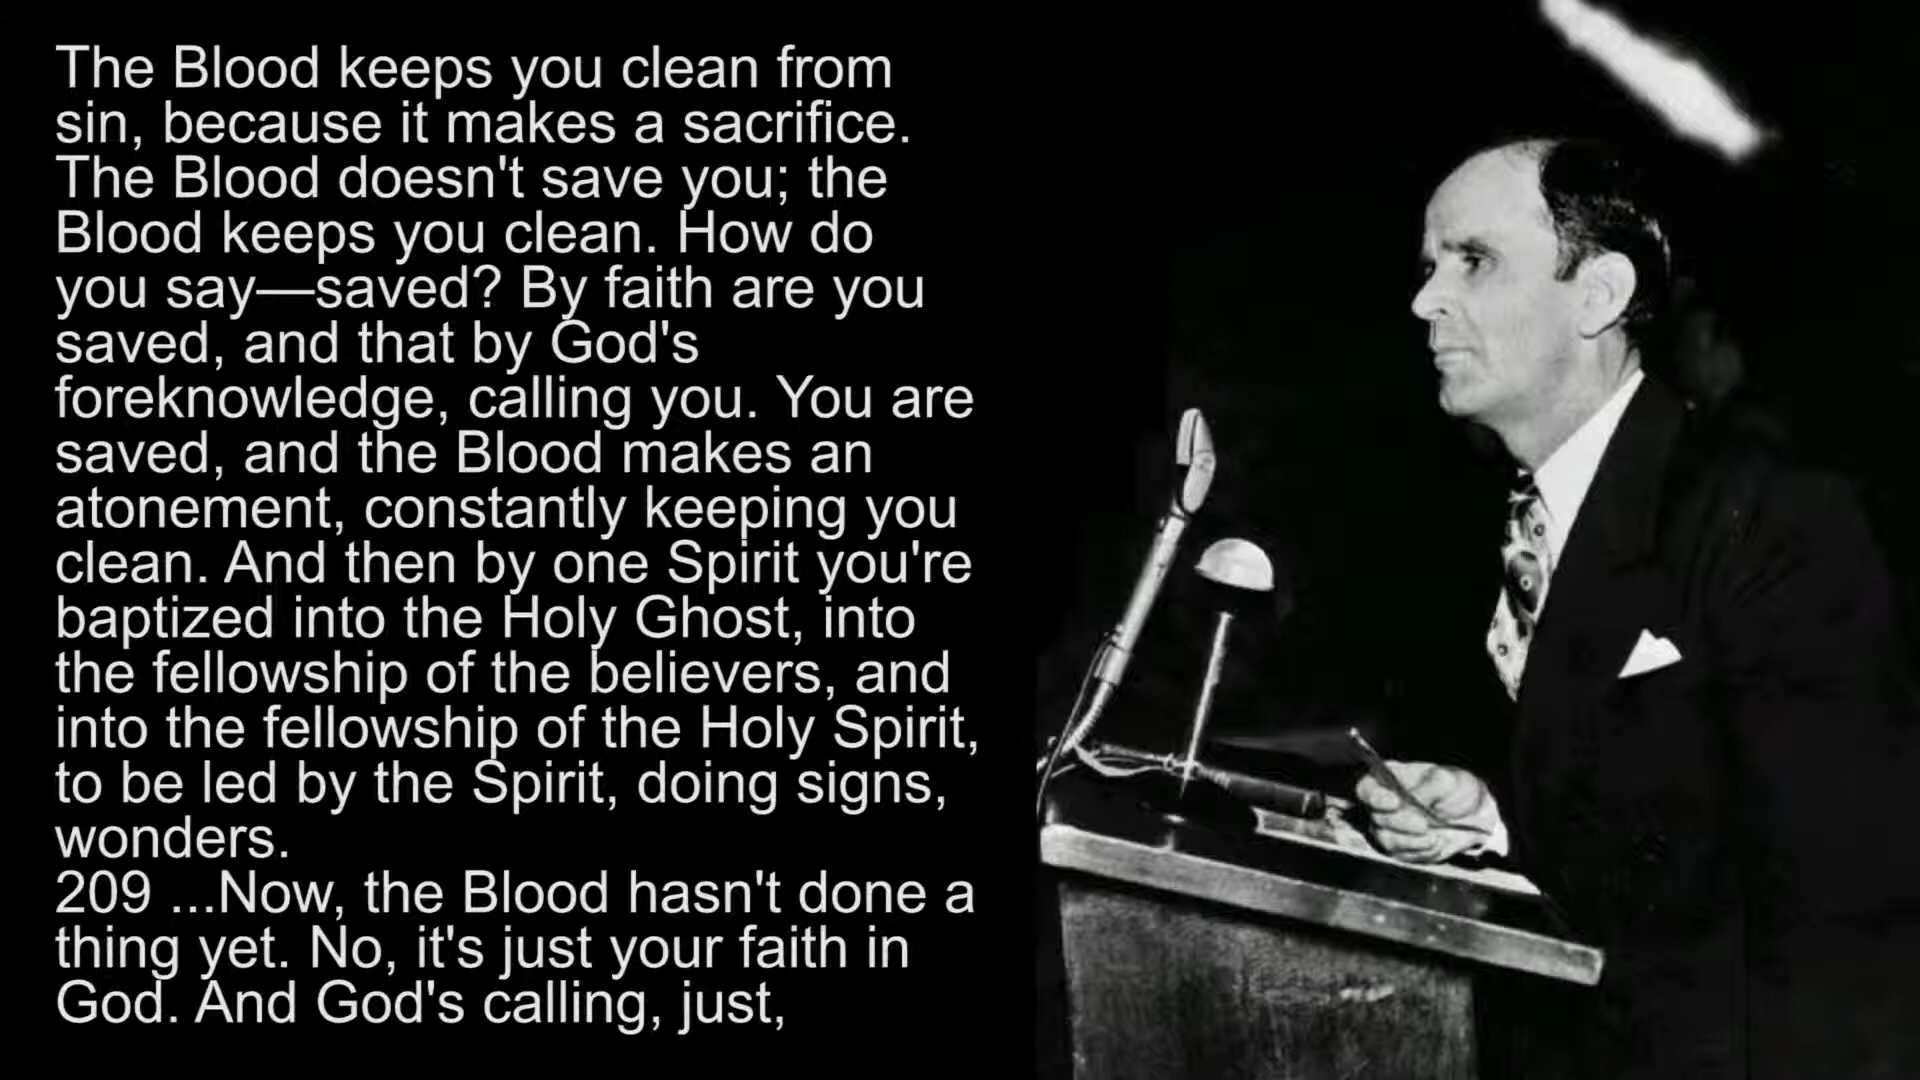 The Blood keeps you clean from
sin, because it makes a sacrifice.
The Blood doesn't save you; the
Blood keeps you clean. How do
you say—saved? By faith are you
saved, and that by God's
foreknowledge, calling you. You are
saved, and the Blood makes an
atonement, constantly keeping you
clean. And then by one Spirit you're
baptized into the Holy Ghost, into
the fellowship of the believers, and
into the fellowship of the Holy Spirit,
to be led by the Spirit, doing signs,
wonders.
209 ...Now, the Blood hasn't done a
thing yet. No, it's just your faith in
God. And God's calling, just,